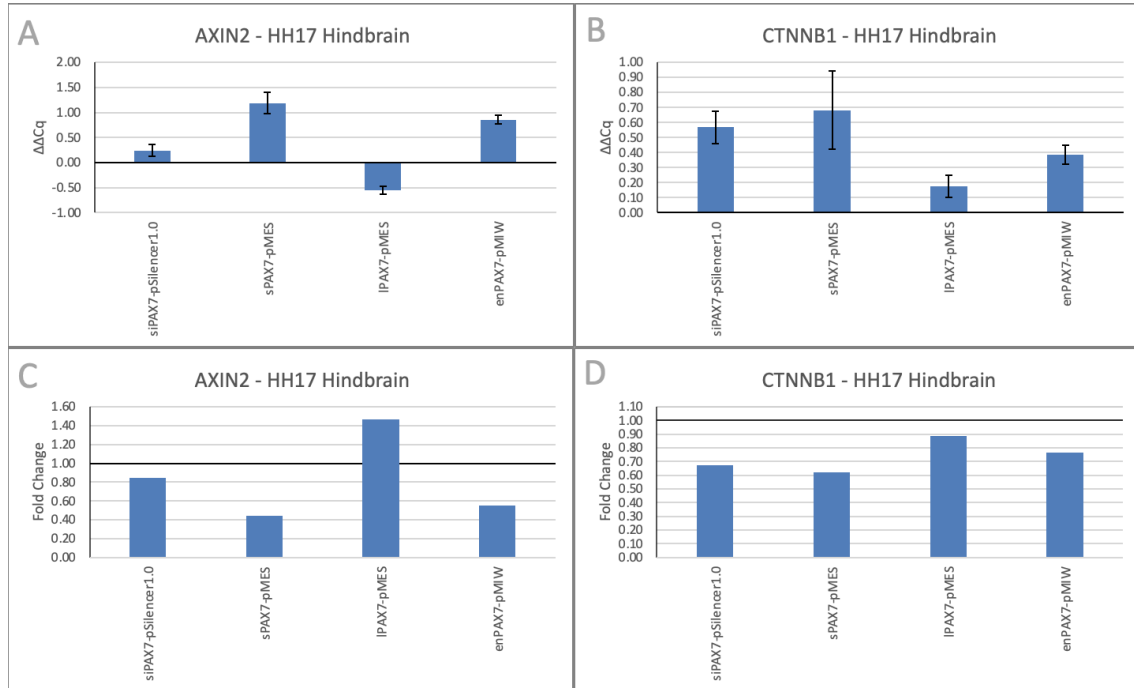 A
AXIN2 - HH17 Hindbrain
2.00
1.50
1.00
0.50
0.00
-0.50
-1.00
ΔΔCq
siPAX7-pSilencer1.0
sPAX7-pMES
lPAX7-pMES
enPAX7-pMIW
B
CTNNB1 - HH17 Hindbrain
1.00
0.90
0.80
0.70
0.60
0.50
0.40
0.30
0.20
0.10
0.00
ΔΔCq
siPAX7-pSilencer1.0
sPAX7-pMES
lPAX7-pMES
enPAX7-pMIW
C
AXIN2 - HH17 Hindbrain
1.60
1.40
1.20
1.00
0.80
0.60
0.40
0.20
0.00
Fold Change
siPAX7-pSilencer1.0
sPAX7-pMES
lPAX7-pMES
enPAX7-pMIW
D
CTNNB1 - HH17 Hindbrain
1.10
1.00
0.90
0.80
0.70
0.60
0.50
0.40
0.30
0.20
0.10
0.00
Fold Change
siPAX7-pSilencer1.0
sPAX7-pMES
lPAX7-pMES
enPAX7-pMIW